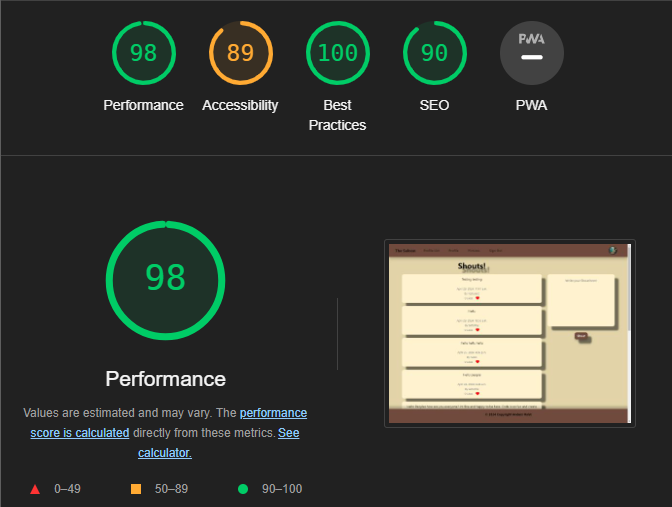 98
89
100
90
PWA
Performance
Accessibility
Best
Practices
SEO
PWA
98
Performance
Values are estimated and may vary. The performance
score is calculated directly from these metrics. See
calculator.
0–49
50–89
90–100
Shouts!